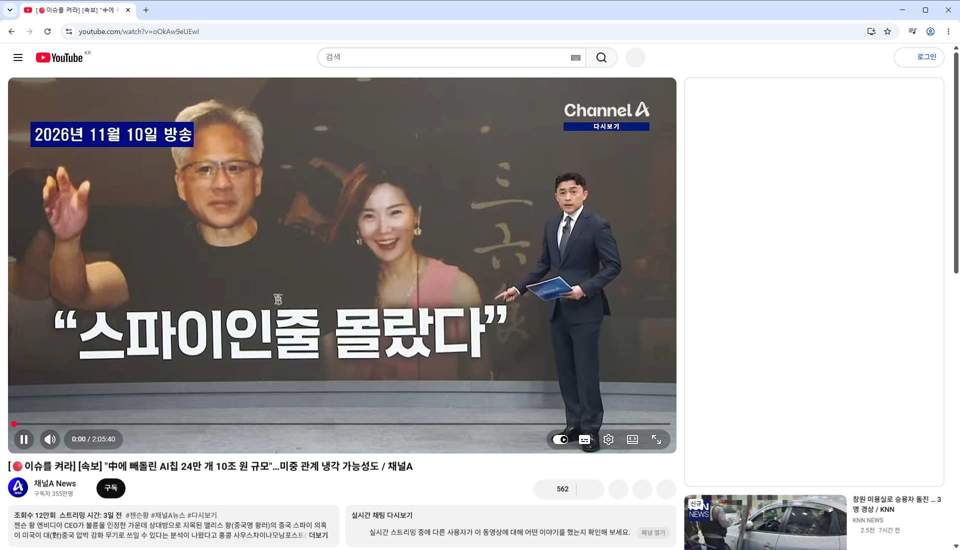 [🔴이슈를 켜라] [속보] "中에
youtube.com/watch?v=oOkAw9eUEwI
YouTube KR
검색
로그인
Channel A
다시보기
2026년 11월 10일 방송
三
六
“스파이인줄 몰랐다”
0:00 / 2:05:40
[🔴이슈를 켜라] [속보] "中에 빼돌린 AI칩 24만 개 10조 원 규모"...미중 관계 냉각 가능성도 / 채널A
채널A News
구독자 355만명
구독
562
조회수 12만회 스트리밍 시간: 3일 전 #젠슨황 #채널A뉴스 #다시보기
젠슨 황 엔비디아 CEO가 불륜을 인정한 가운데 상대방으로 지목된 앨리스 황(중국명 황려)의 중국 스파이 의혹
이 미국이 대(對)중국 압박 강화 무기로 쓰일 수 있다는 분석이 나왔다고 홍콩 사우스차이나모닝포스트( 더보기
실시간 채팅 다시보기
실시간 스트리밍 중에 다른 사용자가 이 동영상에 대해 어떤 이야기를 했는지 확인해 보세요.
패널 열기
신규
KNN
NEWS
창원 미용실로 승용차 돌진 ... 3
명 경상 / KNN
KNN NEWS
2.5천 7시간 전